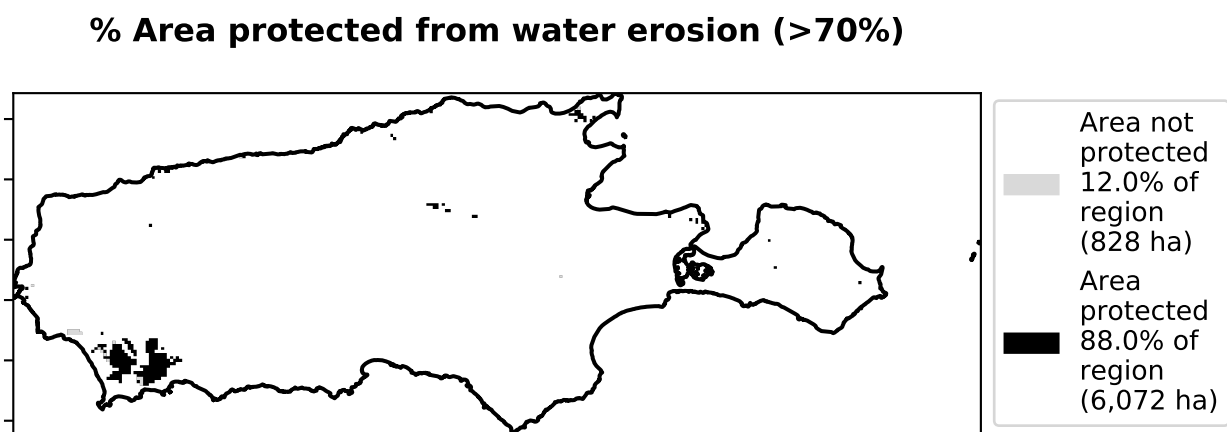 % Area protected from water erosion (>70%)
Area not
protected
12.0% of
region
(828 ha)
Area
protected
88.0% of
region
(6,072 ha)